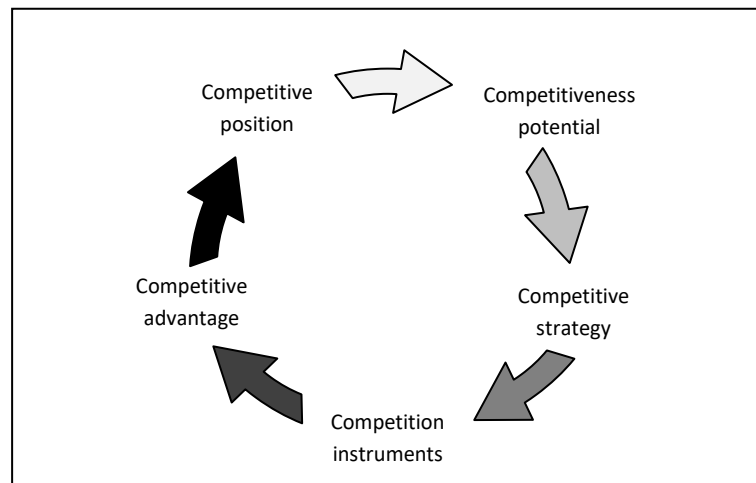 Competitive
position
Competitiveness
potential
Competitive
strategy
Competition
instruments
Competitive
advantage